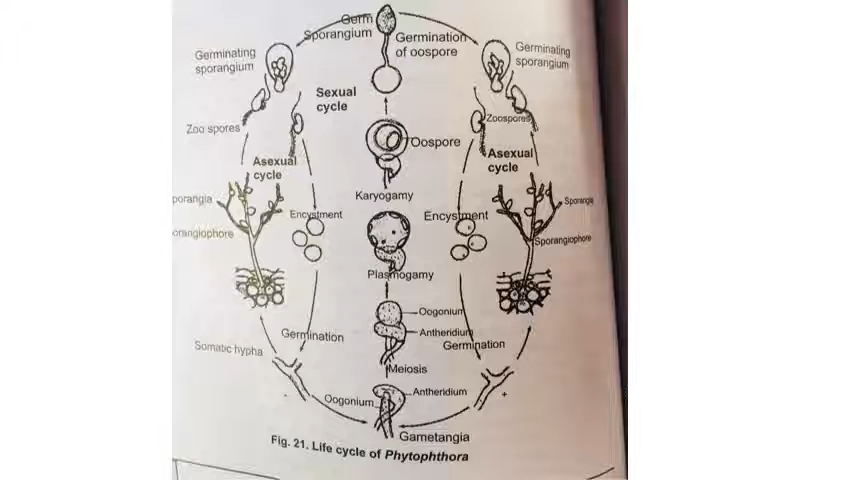 Germ
Sporangium
Germination
of oospore
Germinating
sporangium
Germinating
sporangium
Sexual
cycle
Zoo spores
Zoospores
Oospore
Asexual
cycle
Asexual
cycle
Karyogamy
porangia
Sporangia
Encystment
Encystment
orangiophore
Sporangiophore
Plasmogamy
Oogonium
Antheridium
Germination
Germination
Somatic hypha
Meiosis
Antheridium
Oogonium
Gametangia
Fig. 21. Life cycle of Phytophthora